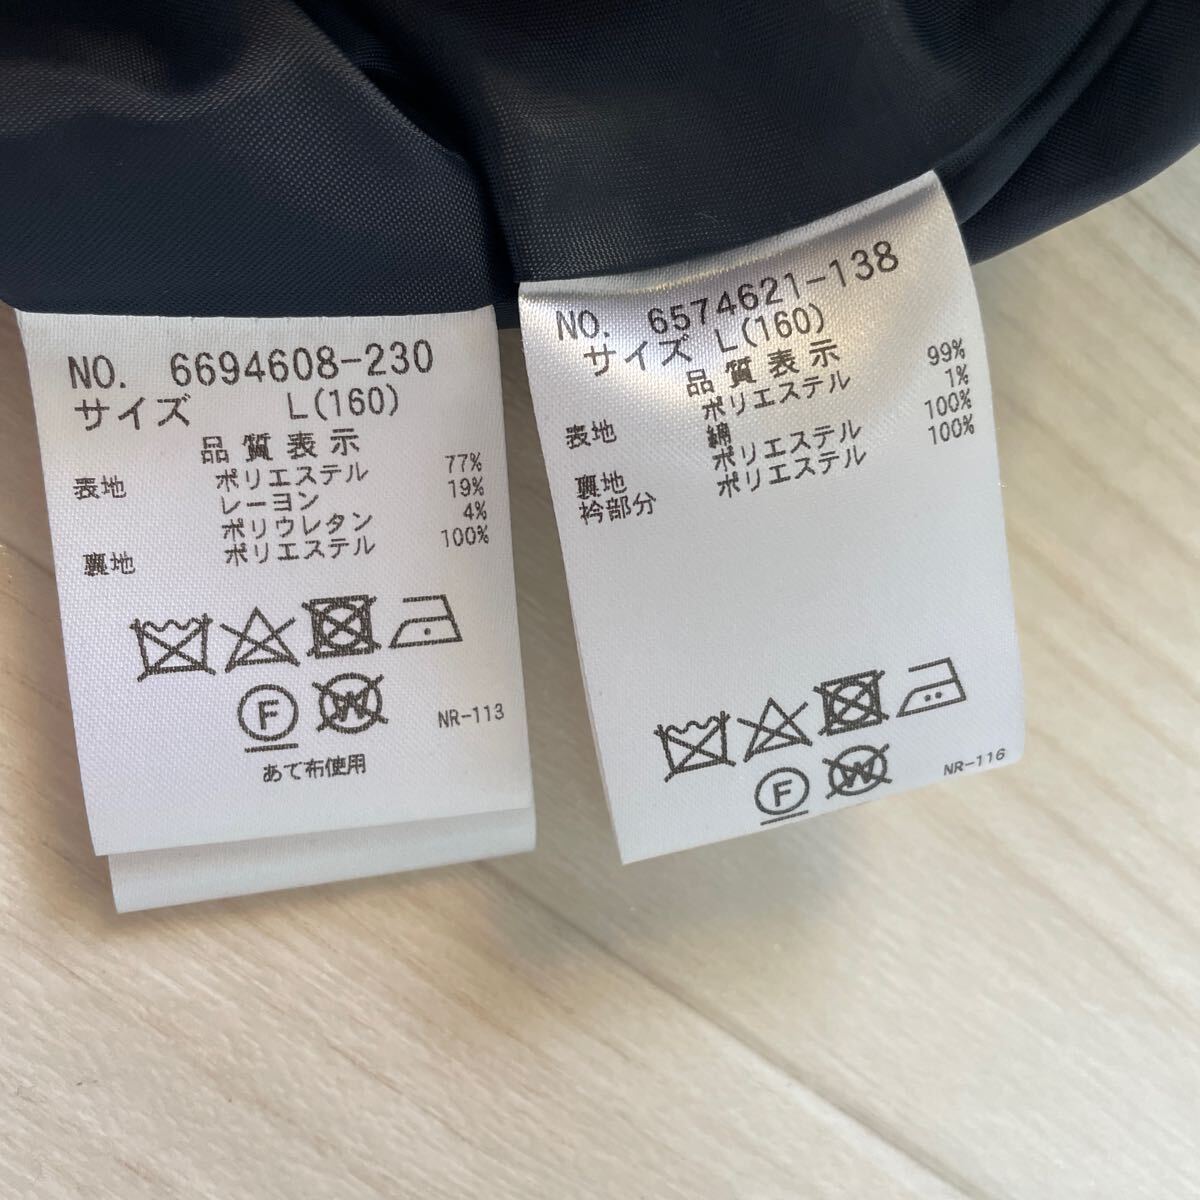 NO. 6694608-230
サイズ L(160)
品質表示
表地 ポリエステル 77%
レーヨン 19%
ポリウレタン 4%
裏地 ポリエステル 100%
F W
NR-113
あて布使用
NO. 6574621-138
サイズ L(160)
品質表示
表地 ポリエステル 99%
綿 1%
裏地 ポリエステル 100%
衿部分 ポリエステル 100%
F W
NR-116